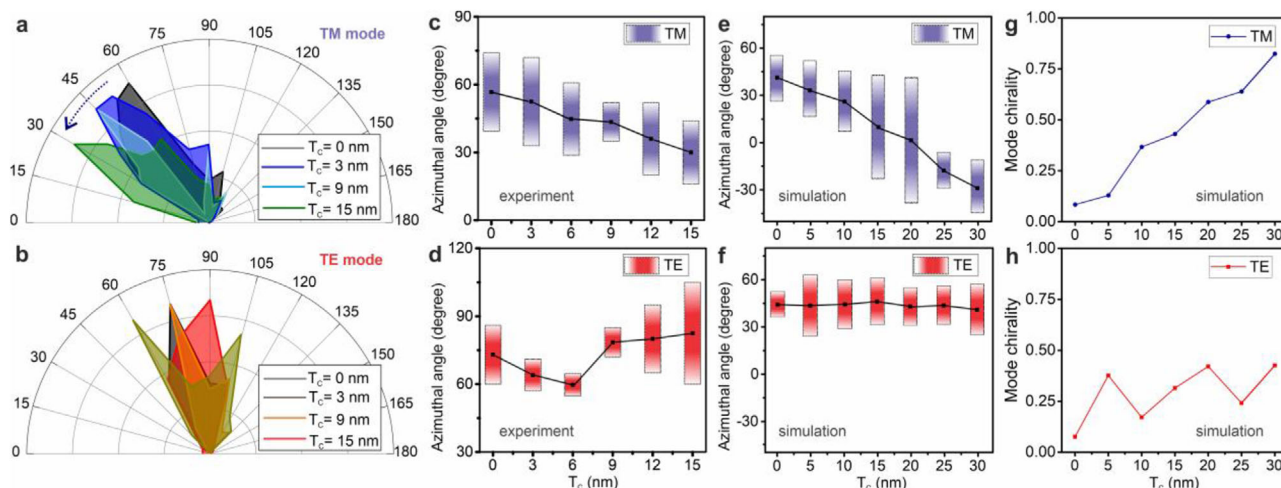 a
TM mode
0
15
30
45
60
75
90
105
120
135
150
165
180
T_C= 0 nm
T_C= 3 nm
T_C= 9 nm
T_C= 15 nm
b
TE mode
0
15
30
45
60
75
90
105
120
135
150
165
180
T_C= 0 nm
T_C= 3 nm
T_C= 9 nm
T_C= 15 nm
c
Azimuthal angle (degree)
90
60
30
0
TM
experiment
0 3 6 9 12 15
d
Azimuthal angle (degree)
120
90
60
30
TE
experiment
0 3 6 9 12 15
T_C (nm)
e
Azimuthal angle (degree)
60
30
0
-30
TM
simulation
0 5 10 15 20 25 30
f
Azimuthal angle (degree)
60
30
0
-30
TE
simulation
0 5 10 15 20 25 30
T_C (nm)
g
Mode chirality
1.00
0.75
0.50
0.25
0.00
TM
simulation
0 5 10 15 20 25 30
h
Mode chirality
1.00
0.75
0.50
0.25
0.00
TE
simulation
0 5 10 15 20 25 30
T_C (nm)